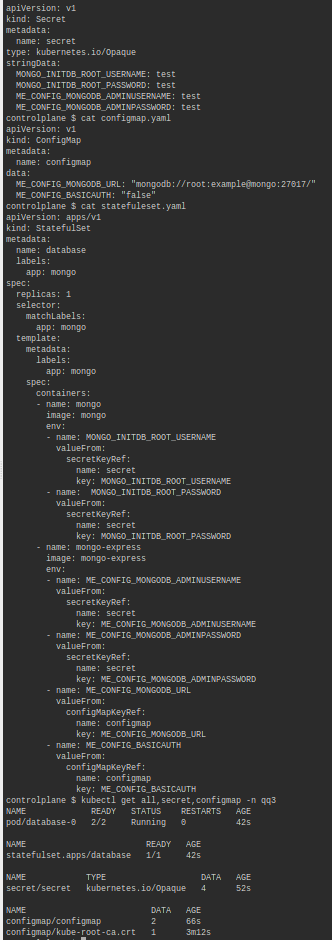 apiVersion: v1
kind: Secret
metadata:
  name: secret
type: kubernetes.io/Opaque
stringData:
  MONGO_INITDB_ROOT_USERNAME: test
  MONGO_INITDB_ROOT_PASSWORD: test
  ME_CONFIG_MONGODB_ADMINUSERNAME: test
  ME_CONFIG_MONGODB_ADMINPASSWORD: test
controlplane $ cat configmap.yaml
apiVersion: v1
kind: ConfigMap
metadata:
  name: configmap
data:
  ME_CONFIG_MONGODB_URL: "mongodb://root:example@mongo:27017/"
  ME_CONFIG_BASICAUTH: "false"
controlplane $ cat statefuleset.yaml
apiVersion: apps/v1
kind: StatefulSet
metadata:
  name: database
  labels:
    app: mongo
spec:
  replicas: 1
  selector:
    matchLabels:
      app: mongo
  template:
    metadata:
      labels:
        app: mongo
    spec:
      containers:
      - name: mongo
        image: mongo
        env:
        - name: MONGO_INITDB_ROOT_USERNAME
          valueFrom:
            secretKeyRef:
              name: secret
              key: MONGO_INITDB_ROOT_USERNAME
        - name:  MONGO_INITDB_ROOT_PASSWORD
          valueFrom:
            secretKeyRef:
              name: secret
              key: MONGO_INITDB_ROOT_PASSWORD
      - name: mongo-express
        image: mongo-express
        env:
        - name: ME_CONFIG_MONGODB_ADMINUSERNAME
          valueFrom:
            secretKeyRef:
              name: secret
              key: ME_CONFIG_MONGODB_ADMINUSERNAME
        - name: ME_CONFIG_MONGODB_ADMINPASSWORD
          valueFrom:
            secretKeyRef:
              name: secret
              key: ME_CONFIG_MONGODB_ADMINPASSWORD
        - name: ME_CONFIG_MONGODB_URL
          valueFrom:
            configMapKeyRef:
              name: configmap
              key: ME_CONFIG_MONGODB_URL
        - name: ME_CONFIG_BASICAUTH
          valueFrom:
            configMapKeyRef:
              name: configmap
              key: ME_CONFIG_BASICAUTH
controlplane $ kubectl get all,secret,configmap -n qq3
NAME             READY   STATUS    RESTARTS   AGE
pod/database-0   2/2     Running   0          42s

NAME                        READY   AGE
statefulset.apps/database   1/1     42s

NAME            TYPE                   DATA   AGE
secret/secret   kubernetes.io/Opaque   4      52s

NAME                         DATA   AGE
configmap/configmap          2      66s
configmap/kube-root-ca.crt   1      3m12s